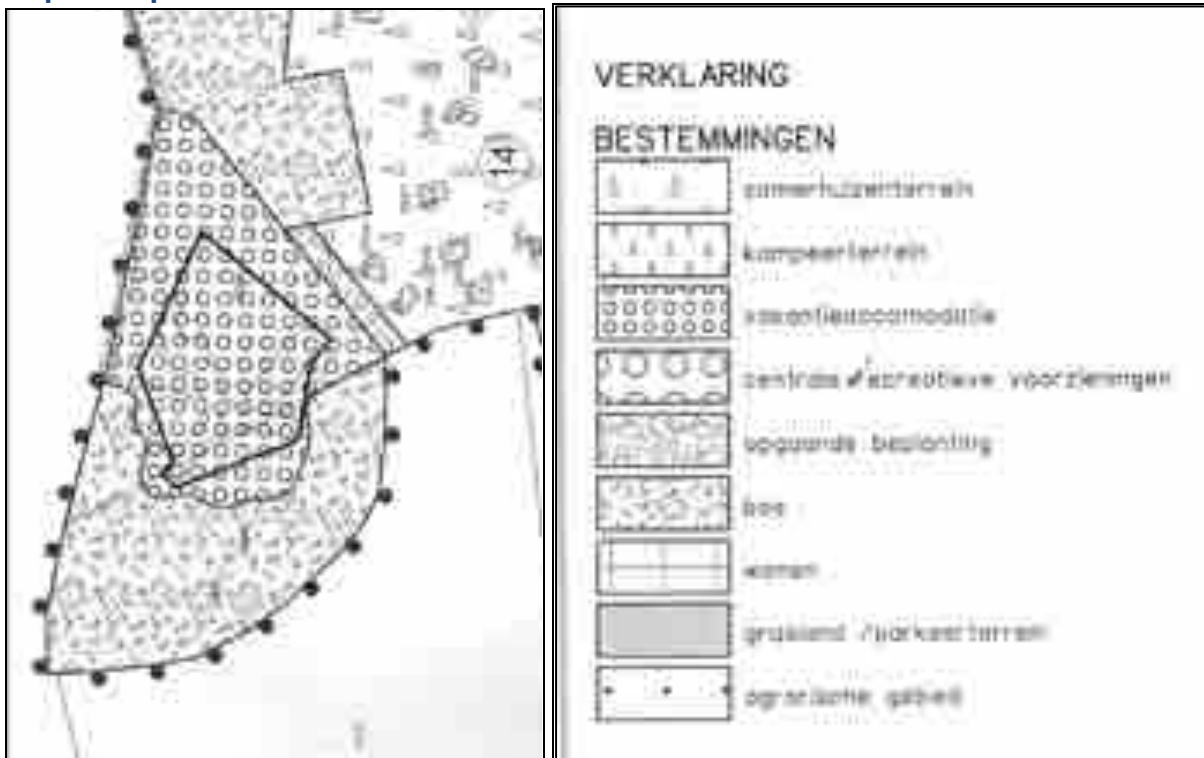 14
VERKLARING
BESTEMMINGEN
zomerhuizenterrein
kampeerterrein
vakantieaccomodatie
centrale recreatieve voorzieningen
opgaande beplanting
bos
wonen
grasland /parkeerterrein
agrarische gebied